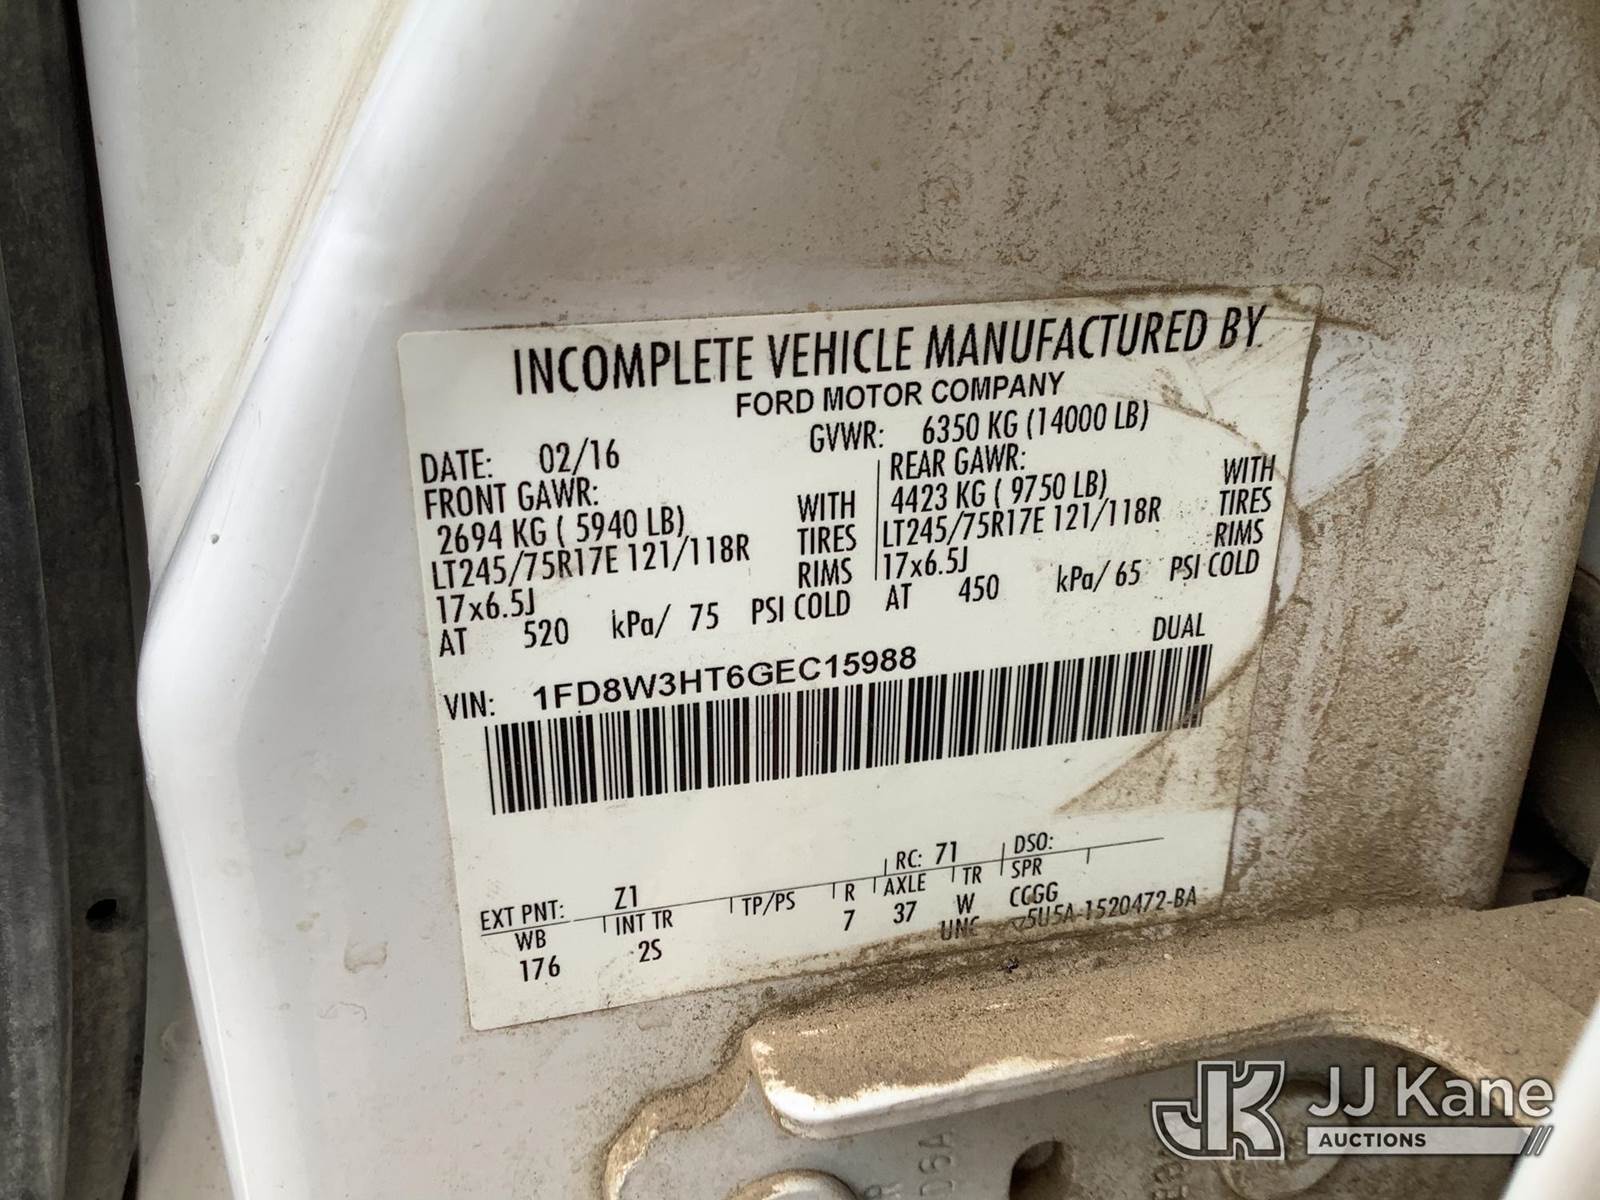 INCOMPLETE VEHICLE MANUFACTURED BY
FORD MOTOR COMPANY
DATE: 02/16 GVWR: 6350 KG (14000 LB)
FRONT GAWR: REAR GAWR:
2694 KG ( 5940 LB) WITH 4423 KG ( 9750 LB) WITH
LT245/75R17E 121/118R TIRES LT245/75R17E 121/118R TIRES
17x6.5J RIMS 17x6.5J RIMS
AT 520 kPa/ 75 PSI COLD AT 450 kPa/ 65 PSI COLD
DUAL
VIN: 1FD8W3HT6GEC15988
EXT PNT: Z1 RC: 71 DSO:
WB INT TR TP/PS R AXLE TR SPR
176 2S 7 37 W CCGG
UNC 5U5A-1520472-BA
JK
JJ Kane
AUCTIONS